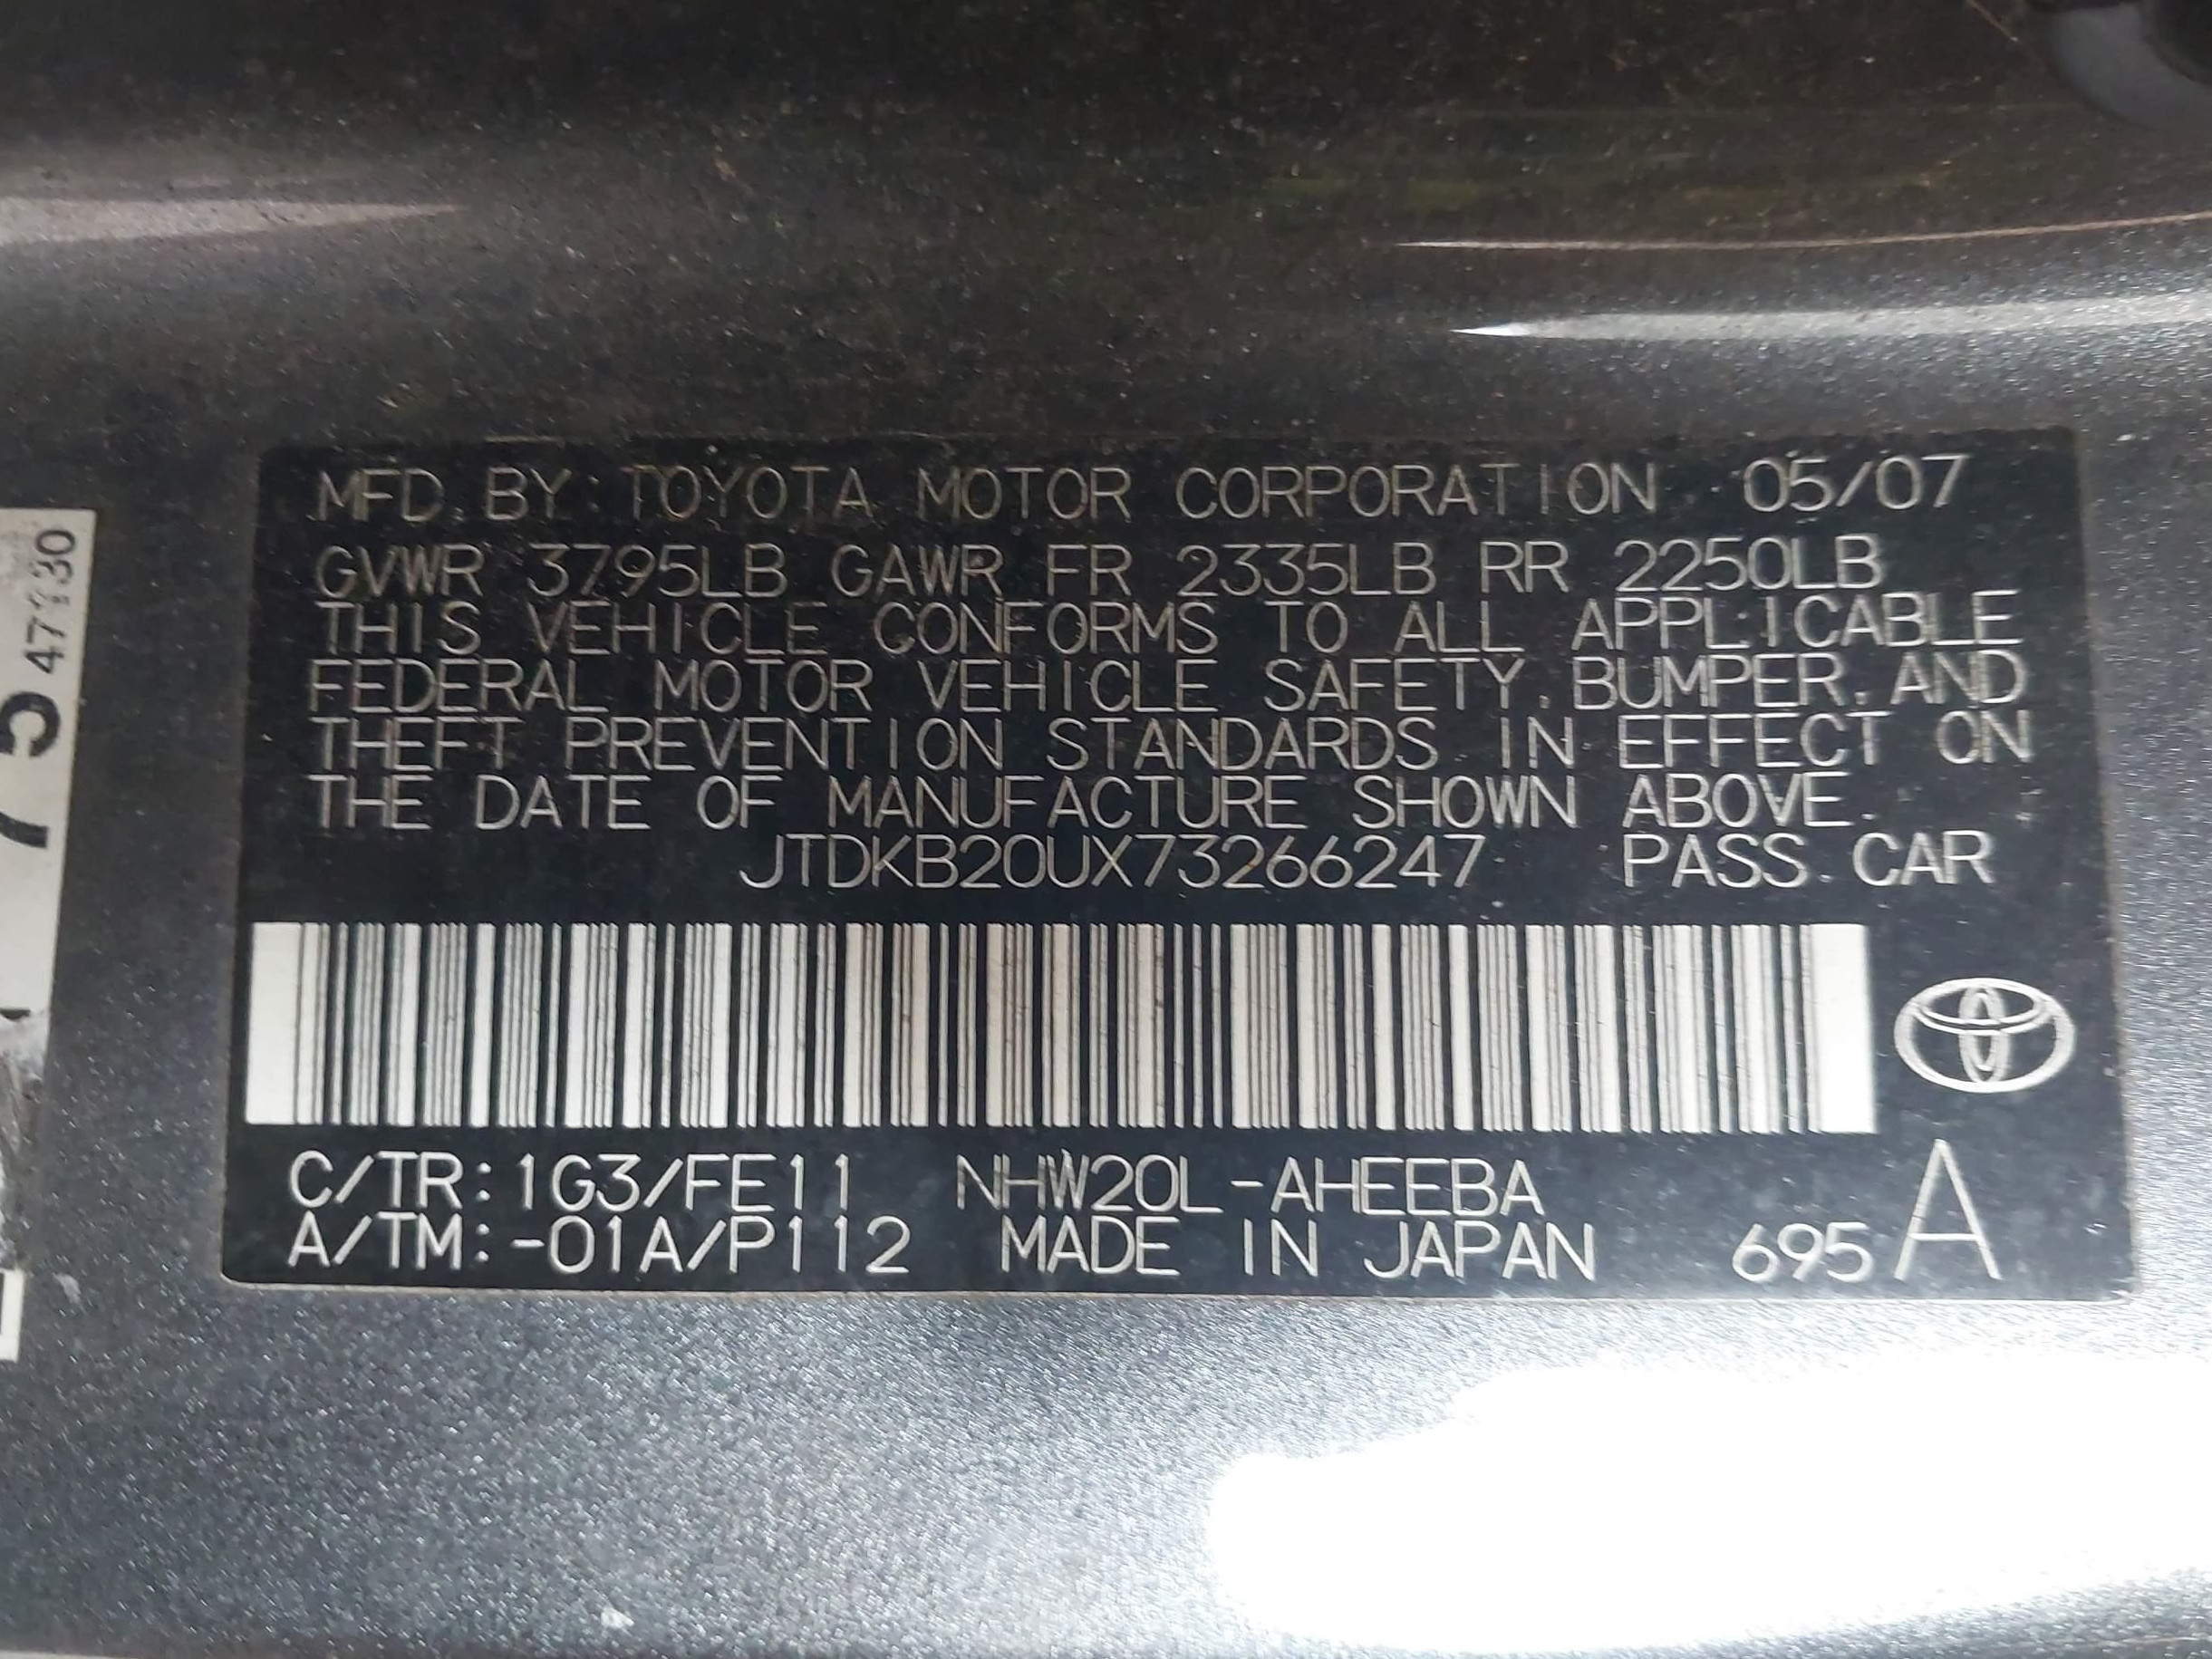 MFD. BY: TOYOTA MOTOR CORPORATION 05/07
GVWR 3795LB GAWR FR 2335LB RR 2250LB
THIS VEHICLE CONFORMS TO ALL APPLICABLE
FEDERAL MOTOR VEHICLE SAFETY, BUMPER, AND
THEFT PREVENTION STANDARDS IN EFFECT ON
THE DATE OF MANUFACTURE SHOWN ABOVE.
JTDKB20UX73266247 PASS. CAR
C/TR: 1G3/FE11 NHW20L-AHEEBA
A/TM: -01A/P112 MADE IN JAPAN 695 A